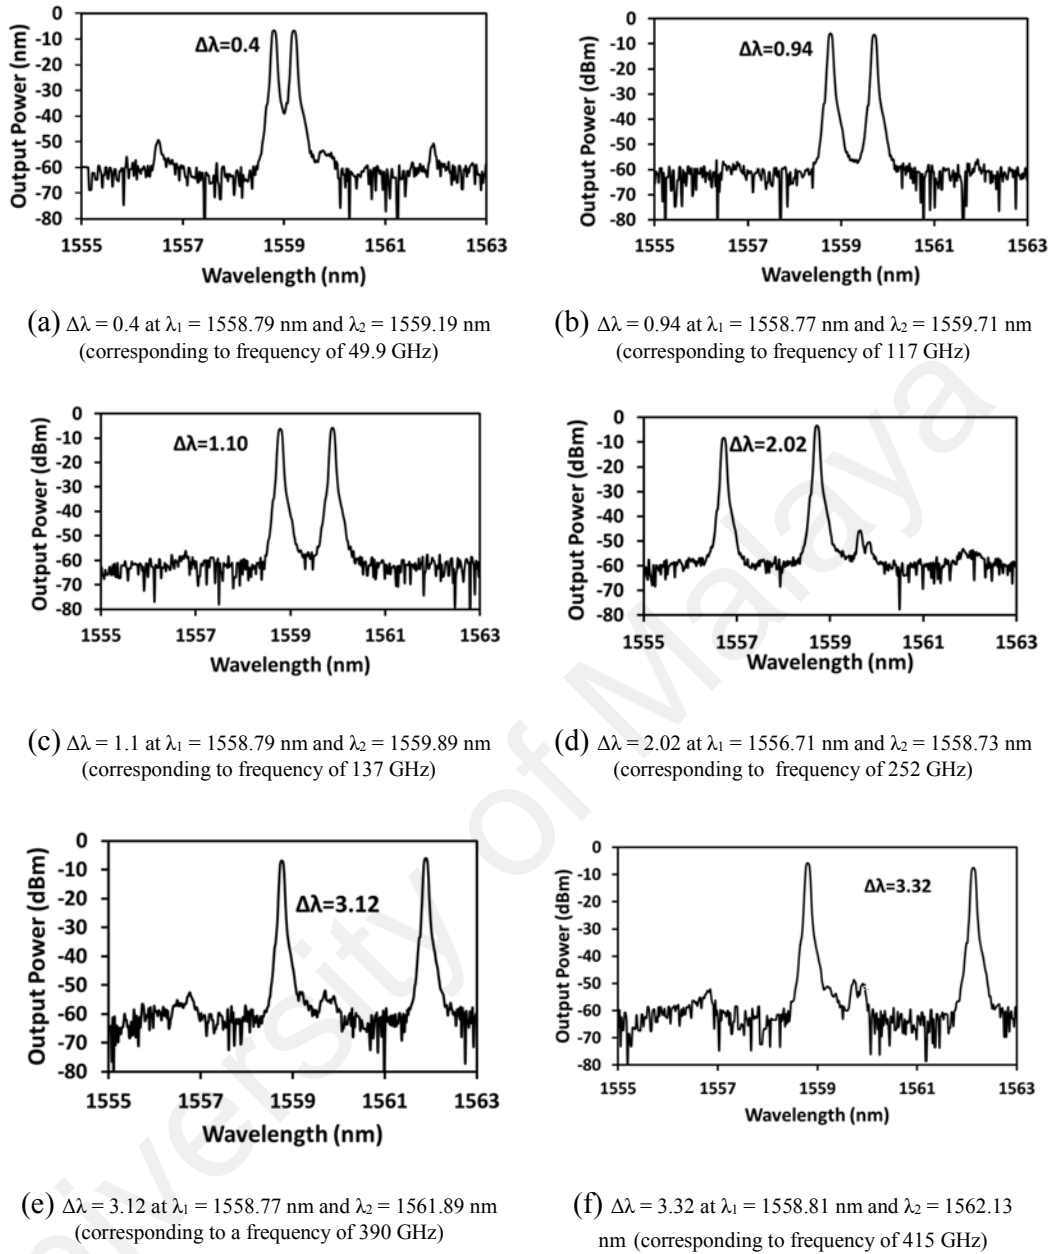 0
-10
-20
-30
-40
-50
-60
-70
-80
Output Power (nm)
Δλ=0.4
1555 1557 1559 1561 1563
Wavelength (nm)
0
-10
-20
-30
-40
-50
-60
-70
-80
Output Power (dBm)
Δλ=0.94
1555 1557 1559 1561 1563
Wavelength (nm)
(a) Δλ = 0.4 at λ₁ = 1558.79 nm and λ₂ = 1559.19 nm
(corresponding to frequency of 49.9 GHz)
(b) Δλ = 0.94 at λ₁ = 1558.77 nm and λ₂ = 1559.71 nm
(corresponding to frequency of 117 GHz)
0
-10
-20
-30
-40
-50
-60
-70
-80
Output Power (dBm)
Δλ=1.10
1555 1557 1559 1561 1563
Wavelength (nm)
0
-10
-20
-30
-40
-50
-60
-70
-80
Output Power (dBm)
Δλ=2.02
1555 1557 1559 1561 1563
Wavelength (nm)
(c) Δλ = 1.1 at λ₁ = 1558.79 nm and λ₂ = 1559.89 nm
(corresponding to frequency of 137 GHz)
(d) Δλ = 2.02 at λ₁ = 1556.71 nm and λ₂ = 1558.73 nm
(corresponding to frequency of 252 GHz)
0
-10
-20
-30
-40
-50
-60
-70
-80
Output Power (dBm)
Δλ=3.12
1555 1557 1559 1561 1563
Wavelength (nm)
0
-10
-20
-30
-40
-50
-60
-70
-80
Output Power (dBm)
Δλ=3.32
1555 1557 1559 1561 1563
Wavelength (nm)
(e) Δλ = 3.12 at λ₁ = 1558.77 nm and λ₂ = 1561.89 nm
(corresponding to a frequency of 390 GHz)
(f) Δλ = 3.32 at λ₁ = 1558.81 nm and λ₂ = 1562.13
nm (corresponding to frequency of 415 GHz)
iversity of Malaya